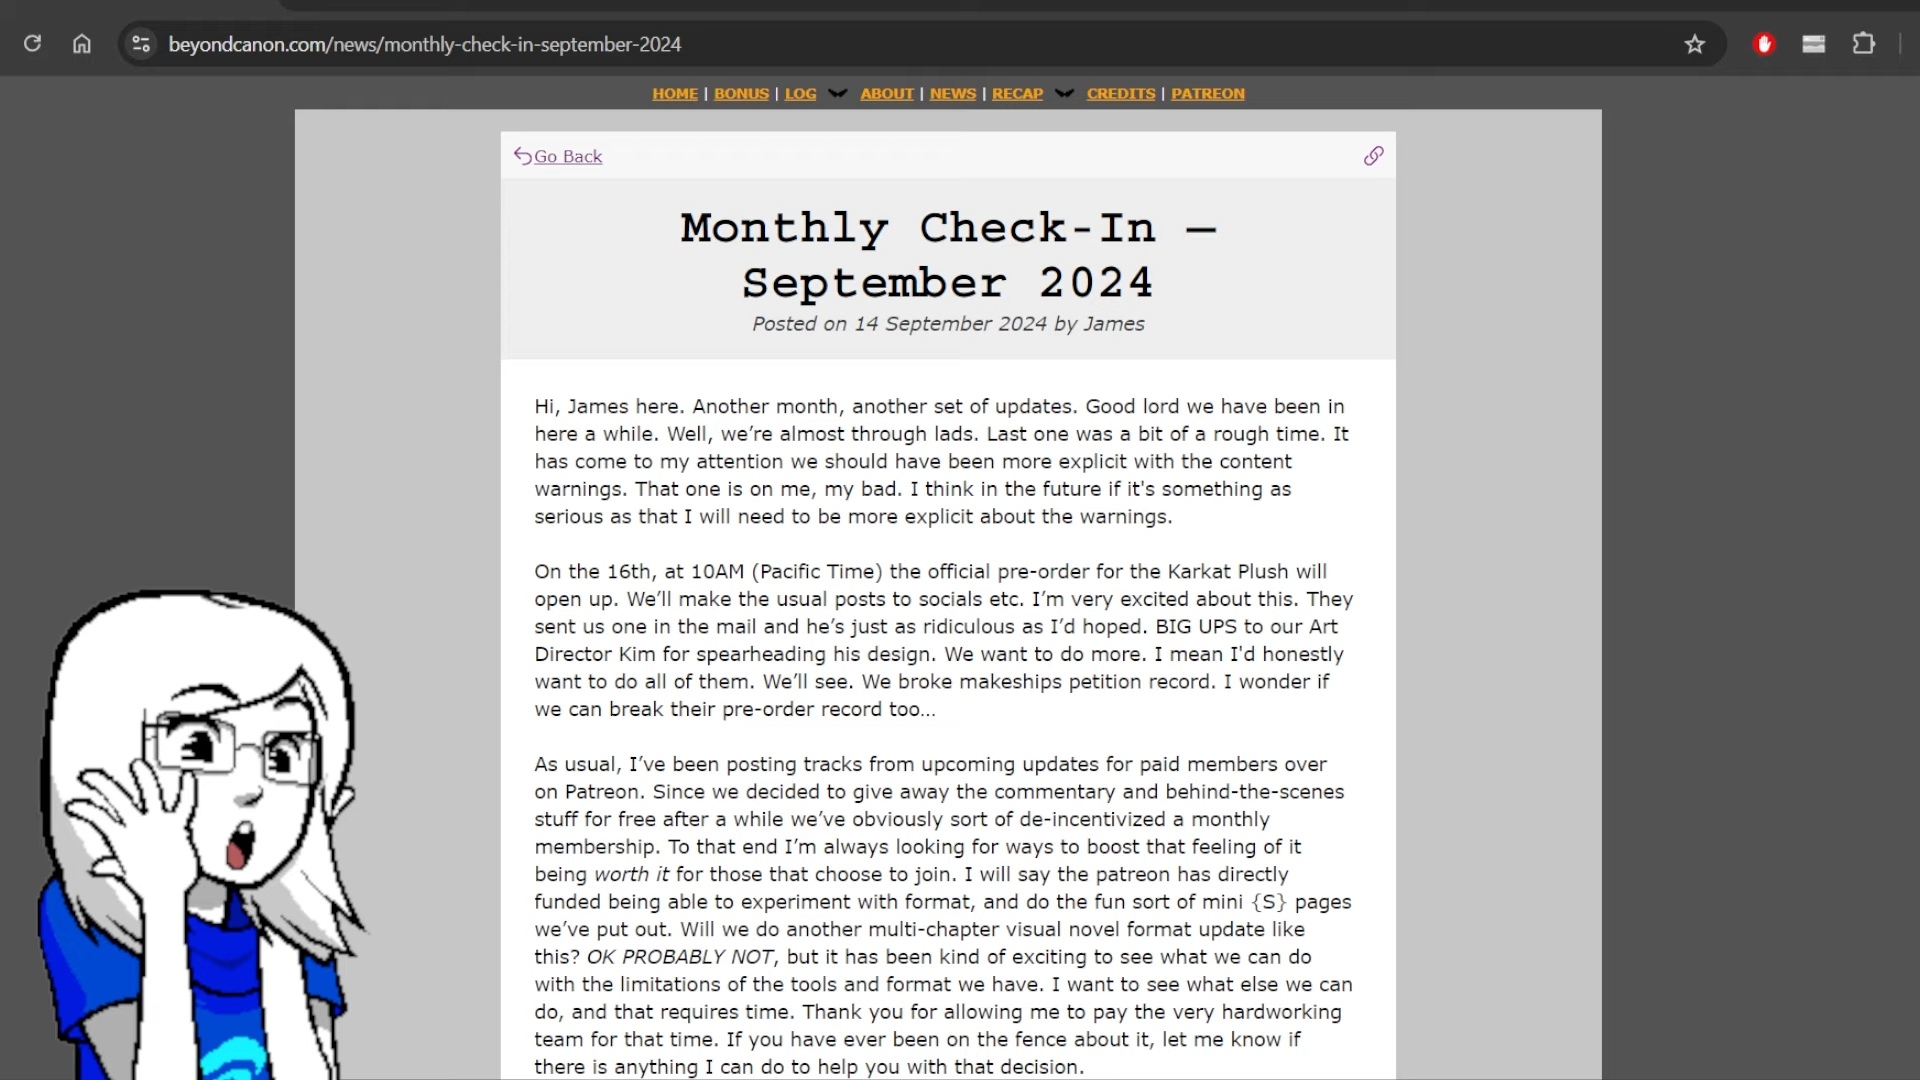 beyondcanon.com/news/monthly-check-in-september-2024
HOME | BONUS | LOG ABOUT | NEWS | RECAP CREDITS | PATREON
Go Back
Monthly Check-In —
September 2024
Posted on 14 September 2024 by James
Hi, James here. Another month, another set of updates. Good lord we have been in
here a while. Well, we’re almost through lads. Last one was a bit of a rough time. It
has come to my attention we should have been more explicit with the content
warnings. That one is on me, my bad. I think in the future if it's something as
serious as that I will need to be more explicit about the warnings.
On the 16th, at 10AM (Pacific Time) the official pre-order for the Karkat Plush will
open up. We’ll make the usual posts to socials etc. I’m very excited about this. They
sent us one in the mail and he’s just as ridiculous as I’d hoped. BIG UPS to our Art
Director Kim for spearheading his design. We want to do more. I mean I'd honestly
want to do all of them. We’ll see. We broke makeships petition record. I wonder if
we can break their pre-order record too...
As usual, I’ve been posting tracks from upcoming updates for paid members over
on Patreon. Since we decided to give away the commentary and behind-the-scenes
stuff for free after a while we’ve obviously sort of de-incentivized a monthly
membership. To that end I’m always looking for ways to boost that feeling of it
being worth it for those that choose to join. I will say the patreon has directly
funded being able to experiment with format, and do the fun sort of mini {S} pages
we’ve put out. Will we do another multi-chapter visual novel format update like
this? OK PROBABLY NOT, but it has been kind of exciting to see what we can do
with the limitations of the tools and format we have. I want to see what else we can
do, and that requires time. Thank you for allowing me to pay the very hardworking
team for that time. If you have ever been on the fence about it, let me know if
there is anything I can do to help you with that decision.